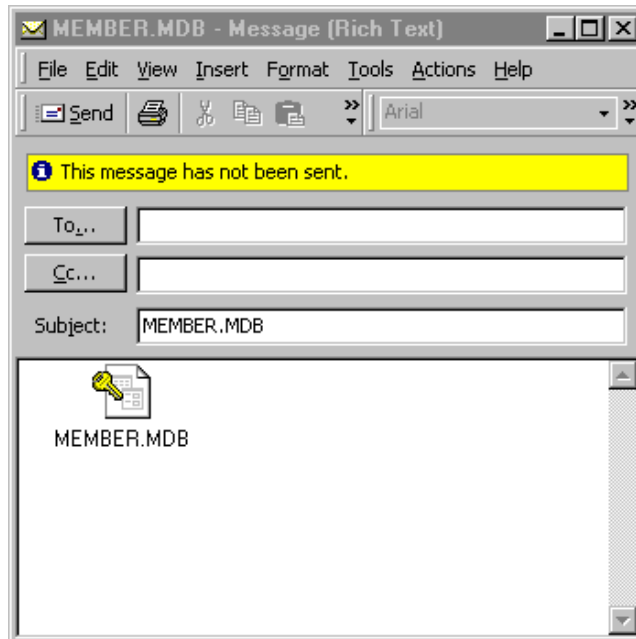 MEMBER.MDB - Message (Rich Text)
File Edit View Insert Format Tools Actions Help
Send Arial
This message has not been sent.
To...
Cc...
Subject: MEMBER.MDB
MEMBER.MDB